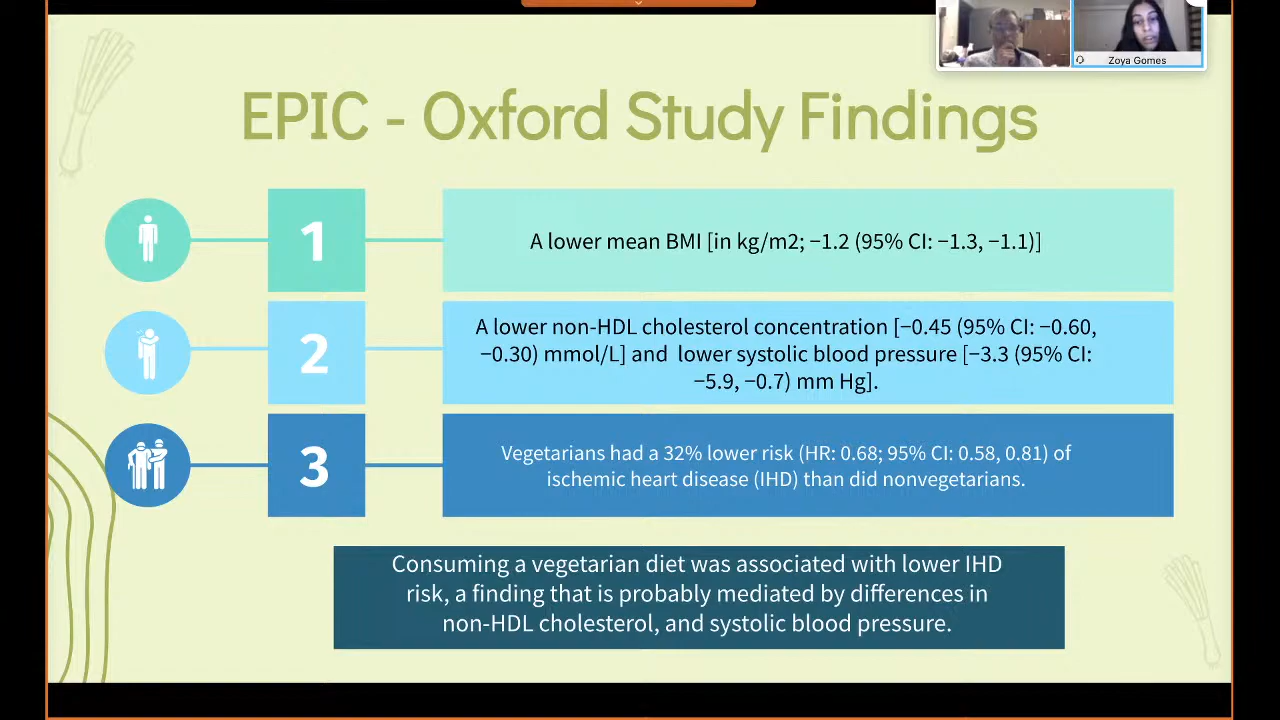 Zoya Gomes
EPIC - Oxford Study Findings
1
A lower mean BMI [in kg/m2; −1.2 (95% CI: −1.3, −1.1)]
2
A lower non-HDL cholesterol concentration [−0.45 (95% CI: −0.60,
−0.30) mmol/L] and  lower systolic blood pressure [−3.3 (95% CI:
−5.9, −0.7) mm Hg].
3
Vegetarians had a 32% lower risk (HR: 0.68; 95% CI: 0.58, 0.81) of
ischemic heart disease (IHD) than did nonvegetarians.
Consuming a vegetarian diet was associated with lower IHD
risk, a finding that is probably mediated by differences in
non-HDL cholesterol, and systolic blood pressure.